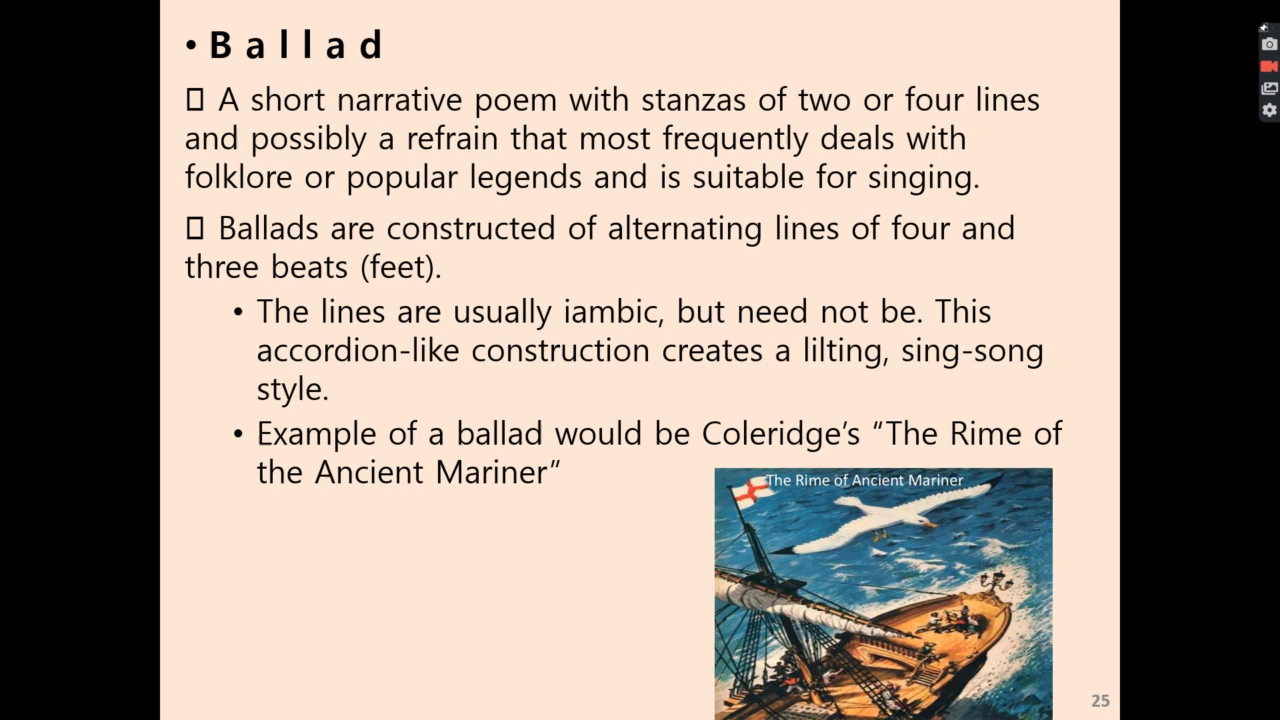 • Ballad
▯ A short narrative poem with stanzas of two or four lines
and possibly a refrain that most frequently deals with
folklore or popular legends and is suitable for singing.
▯ Ballads are constructed of alternating lines of four and
three beats (feet).
• The lines are usually iambic, but need not be. This
accordion-like construction creates a lilting, sing-song
style.
• Example of a ballad would be Coleridge’s “The Rime of
the Ancient Mariner”
The Rime of Ancient Mariner
25